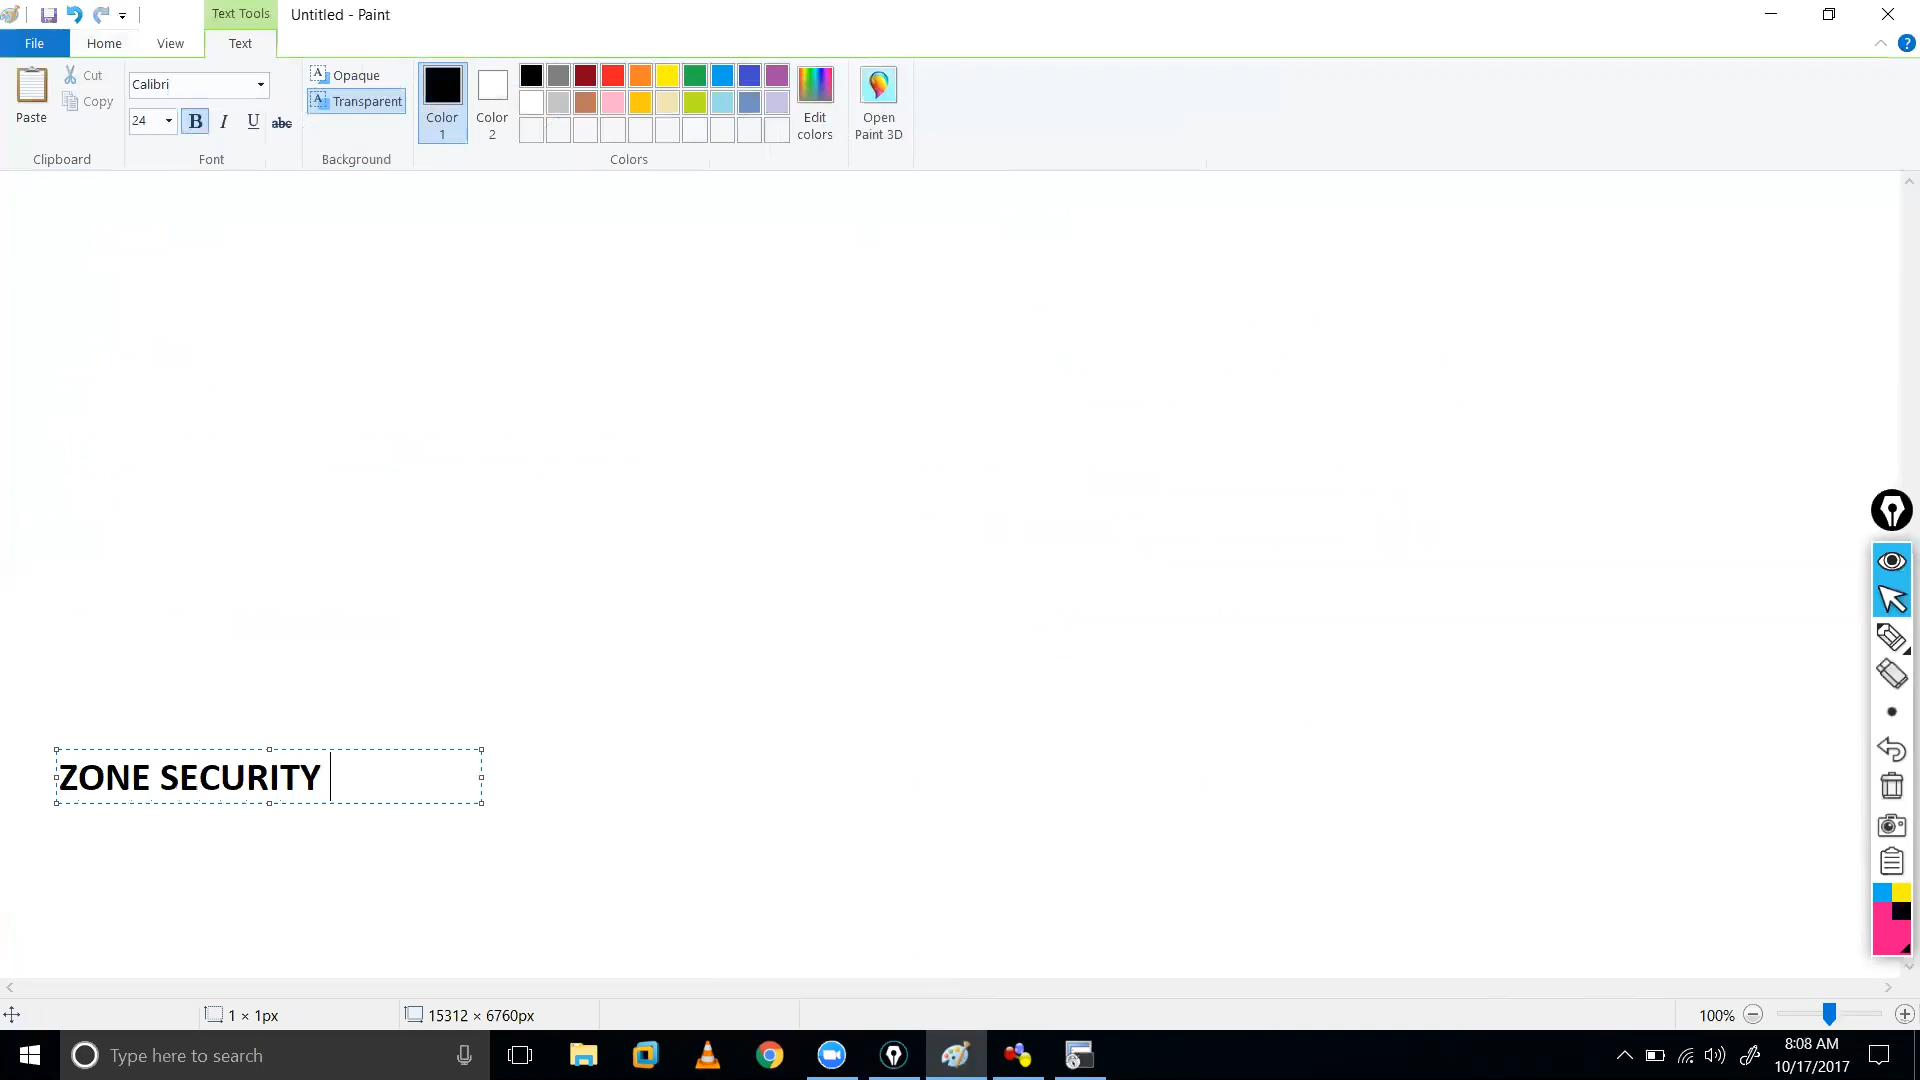 Text Tools
Untitled - Paint
File
Home
View
Text
Paste
Cut
Copy
Clipboard
Calibri
24
B
I
U
abc
Font
A Opaque
A Transparent
Background
Color
1
Color
2
Edit
colors
Colors
Open
Paint 3D
ZONE SECURITY
1 × 1px
15312 × 6760px
100%
Type here to search
8:08 AM
10/17/2017